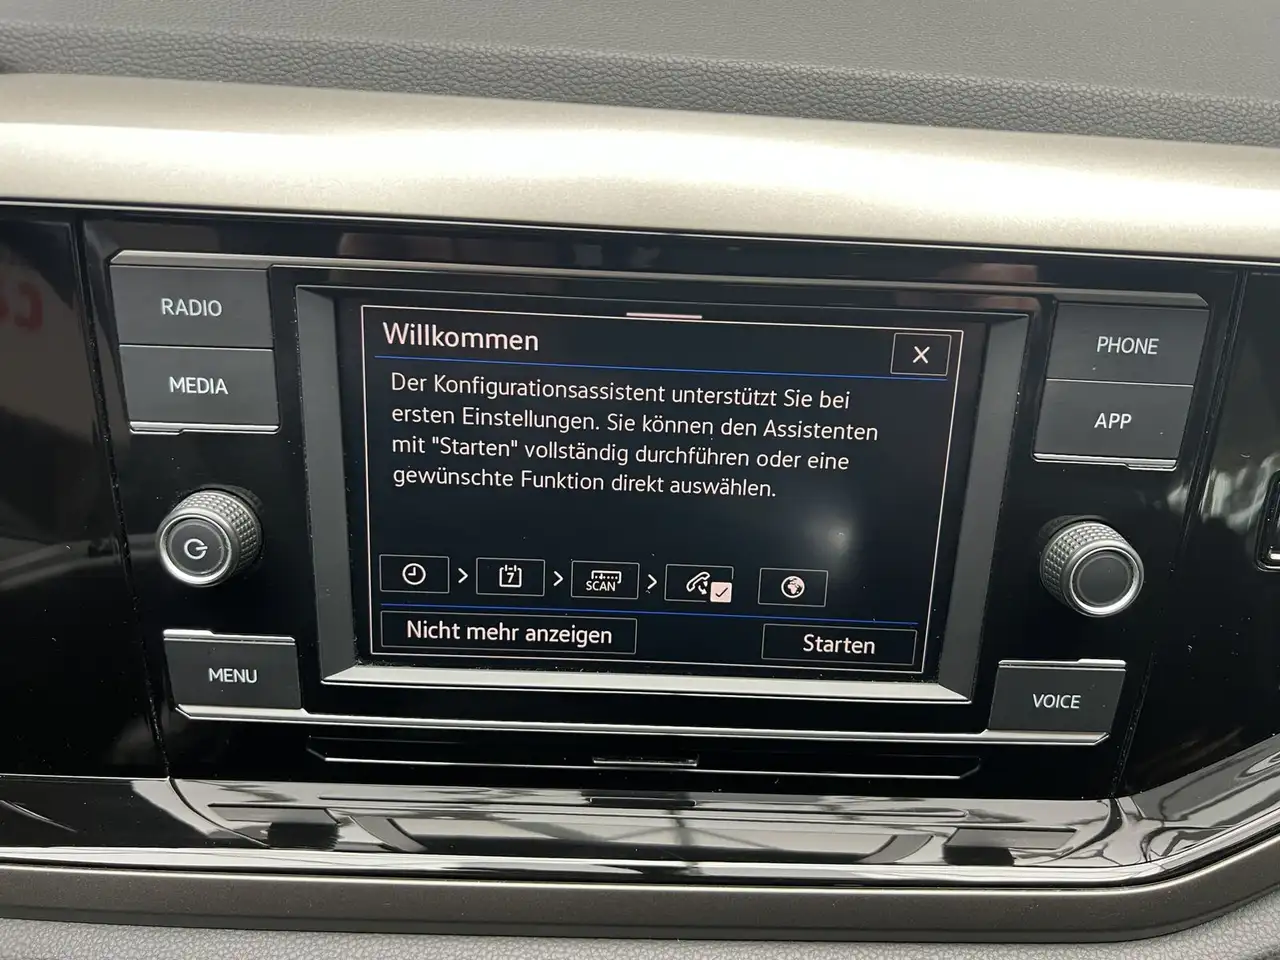 RADIO
MEDIA
MENU
Willkommen
X
Der Konfigurationsassistent unterstützt Sie bei
ersten Einstellungen. Sie können den Assistenten
mit "Starten" vollständig durchführen oder eine
gewünschte Funktion direkt auswählen.
7
SCAN
Nicht mehr anzeigen
Starten
PHONE
APP
VOICE